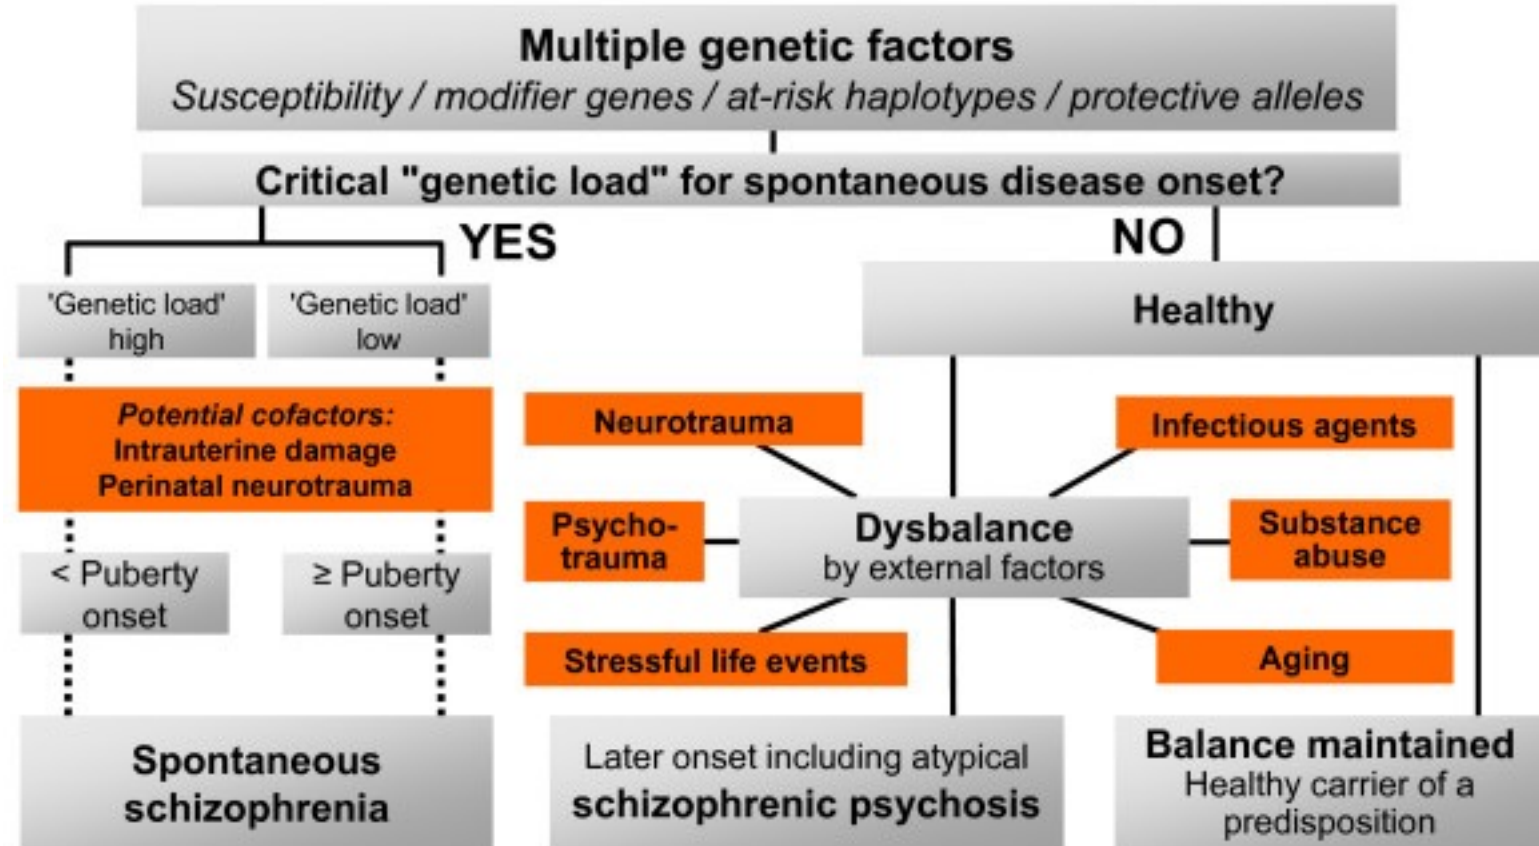 Multiple genetic factors
Susceptibility / modifier genes / at-risk haplotypes / protective alleles
Critical "genetic load" for spontaneous disease onset?
YES
NO
'Genetic load'
high
'Genetic load'
low
Healthy
Potential cofactors:
Intrauterine damage
Perinatal neurotrauma
Neurotrauma
Infectious agents
Psycho-
trauma
Dysbalance
by external factors
Substance
abuse
< Puberty
onset
≥ Puberty
onset
Stressful life events
Aging
Spontaneous
schizophrenia
Later onset including atypical
schizophrenic psychosis
Balance maintained
Healthy carrier of a
predisposition